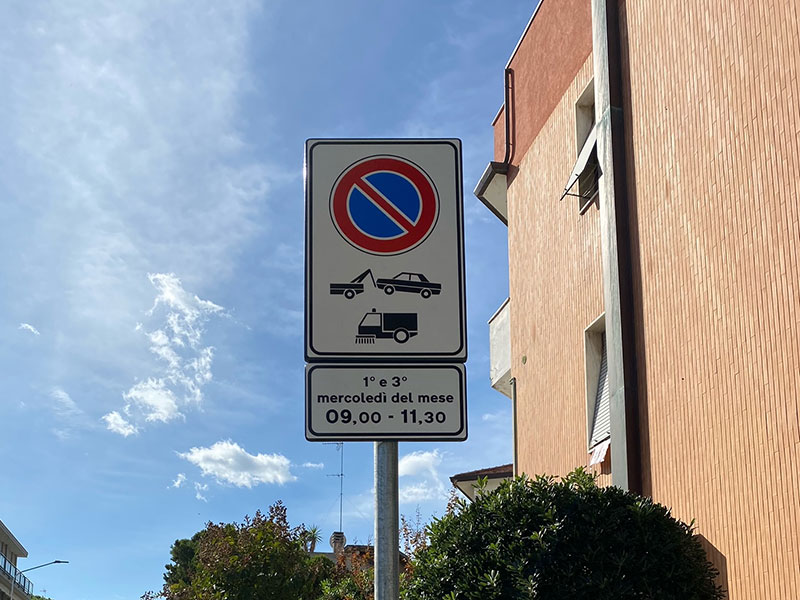 1° e 3°
mercoledì del mese
09,00 - 11,30